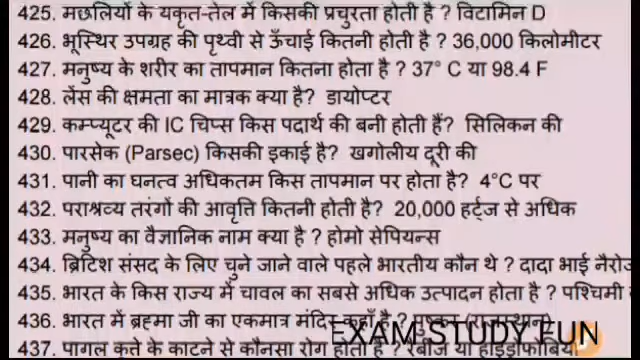 425. मछलियों के यकृत-तेल में किसकी प्रचुरता होती है ? विटामिन D
426. भूस्थिर उपग्रह की पृथ्वी से ऊँचाई कितनी होती है ? 36,000 किलोमीटर
427. मनुष्य के शरीर का तापमान कितना होता है ? 37° C या 98.4 F
428. लेंस की क्षमता का मात्रक क्या है? डायोप्टर
429. कम्प्यूटर की IC चिप्स किस पदार्थ की बनी होती हैं? सिलिकन की
430. पारसेक (Parsec) किसकी इकाई है? खगोलीय दूरी की
431. पानी का घनत्व अधिकतम किस तापमान पर होता है? 4°C पर
432. पराश्रव्य तरंगों की आवृत्ति कितनी होती है? 20,000 हर्ट्ज से अधिक
433. मनुष्य का वैज्ञानिक नाम क्या है ? होमो सेपियन्स
434. ब्रिटिश संसद के लिए चुने जाने वाले पहले भारतीय कौन थे ? दादा भाई नैरोज
435. भारत के किस राज्य में चावल का सबसे अधिक उत्पादन होता है ? पश्चिमी
436. भारत में ब्रह्मा जी का एकमात्र मंदिर कहाँ है ? पुष्कर (राजस्थान)
EXAM STUDY FUN
437. पागल कुत्ते के काटने से कौनसा रोग होता है ? रेबीज या हाईड्रोफोबिया